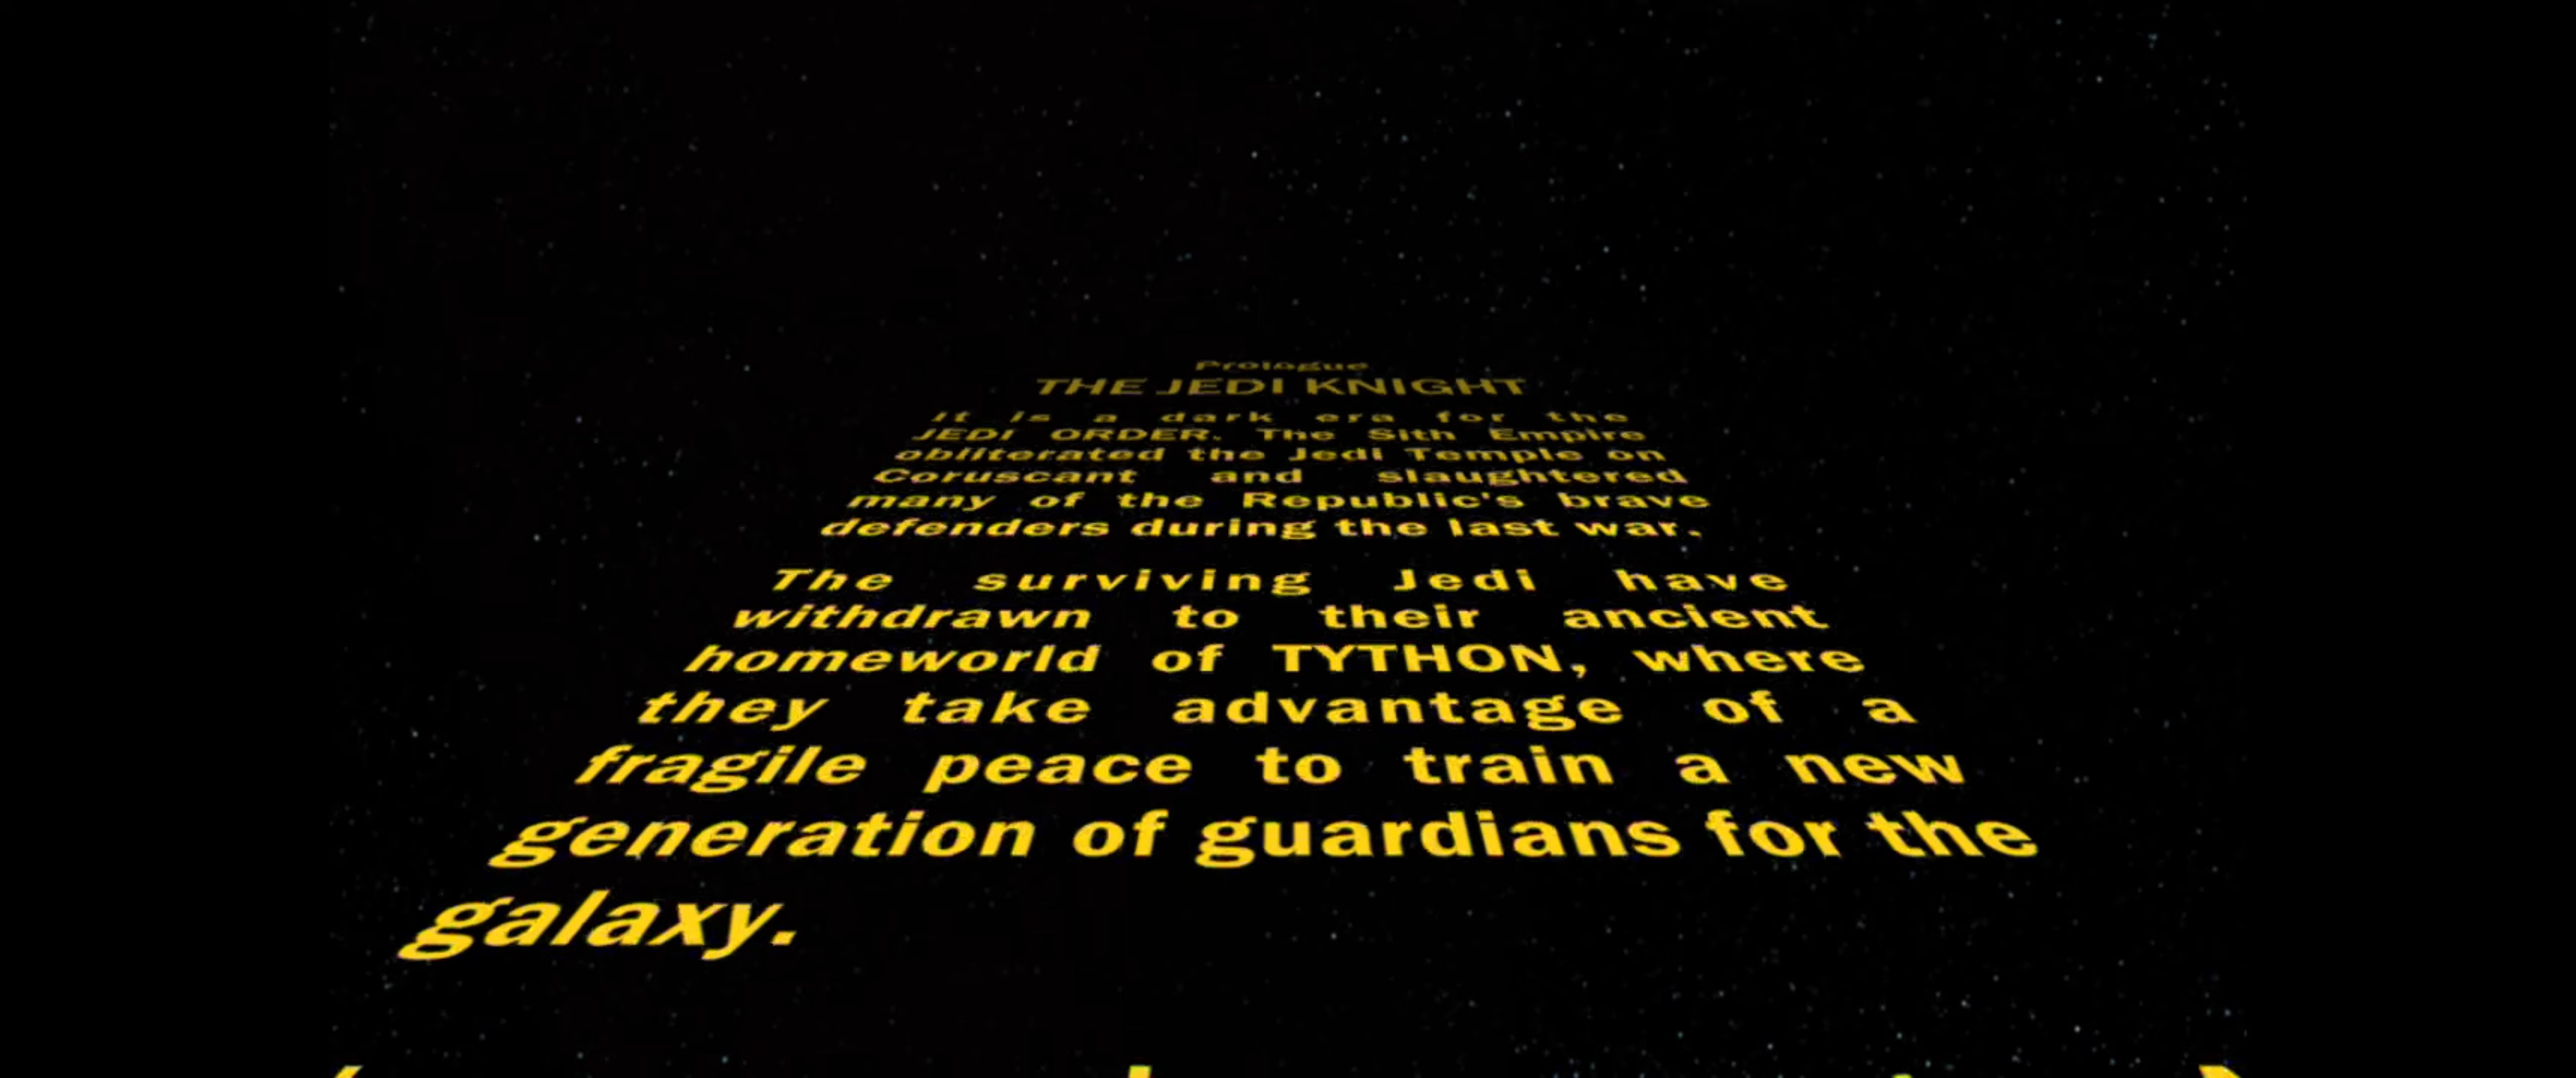 Prologue
THE JEDI KNIGHT
It is a dark era for the
JEDI ORDER. The Sith Empire
obliterated the Jedi Temple on
Coruscant and slaughtered
many of the Republic's brave
defenders during the last war.
The surviving Jedi have
withdrawn to their ancient
homeworld of TYTHON, where
they take advantage of a
fragile peace to train a new
generation of guardians for the
galaxy.